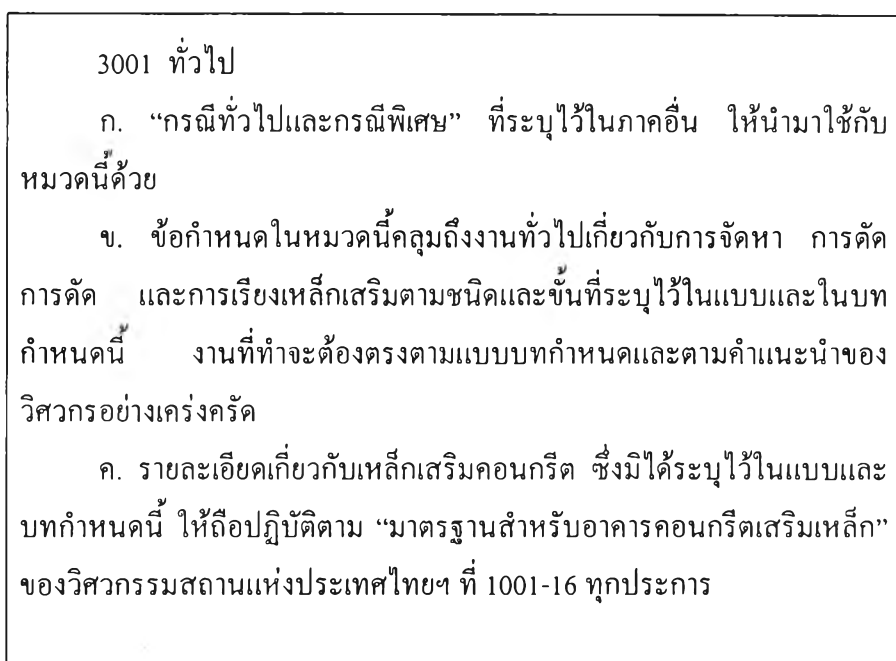 3001 ทั่วไป
ก. “กรณีทั่วไปและกรณีพิเศษ” ที่ระบุไว้ในภาคอื่น ให้นำมาใช้กับ
หมวดนี้ด้วย
ข. ข้อกำหนดในหมวดนี้คลุมถึงงานทั่วไปเกี่ยวกับการจัดหา การตัด
การดัด และการเรียงเหล็กเสริมตามชนิดและขั้นที่ระบุไว้ในแบบและในบท
กำหนดนี้ งานที่ทำจะต้องตรงตามแบบบทกำหนดและตามคำแนะนำของ
วิศวกรอย่างเคร่งครัด
ค. รายละเอียดเกี่ยวกับเหล็กเสริมคอนกรีต ซึ่งมิได้ระบุไว้ในแบบและ
บทกำหนดนี้ ให้ถือปฏิบัติตาม “มาตรฐานสำหรับอาคารคอนกรีตเสริมเหล็ก”
ของวิศวกรรมสถานแห่งประเทศไทยฯ ที่ 1001-16 ทุกประการ